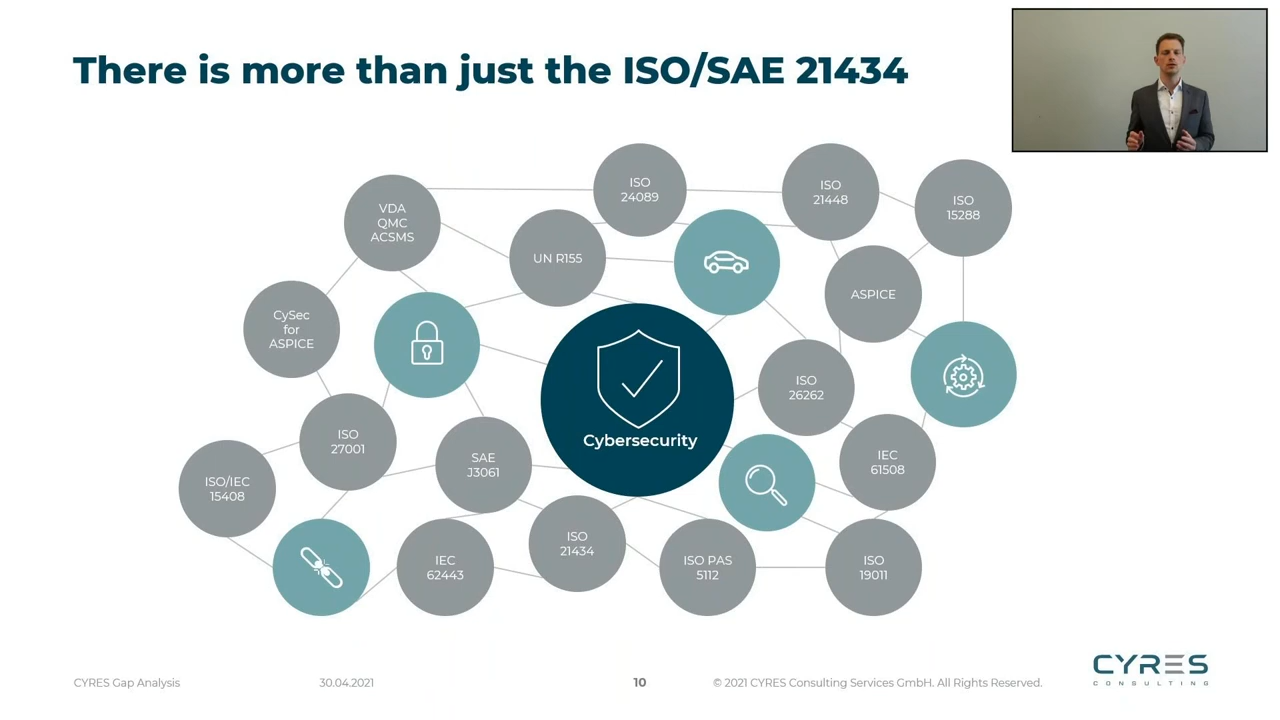 There is more than just the ISO/SAE 21434
ISO
24089
ISO
21448
ISO
15288
VDA
QMC
ACSMS
UN R155
ASPICE
CySec
for
ASPICE
ISO
26262
Cybersecurity
ISO
27001
SAE
J3061
IEC
61508
ISO/IEC
15408
ISO
21434
IEC
62443
ISO PAS
5112
ISO
19011
CYRES
CONSULTING
CYRES Gap Analysis
30.04.2021
10
© 2021 CYRES Consulting Services GmbH. All Rights Reserved.